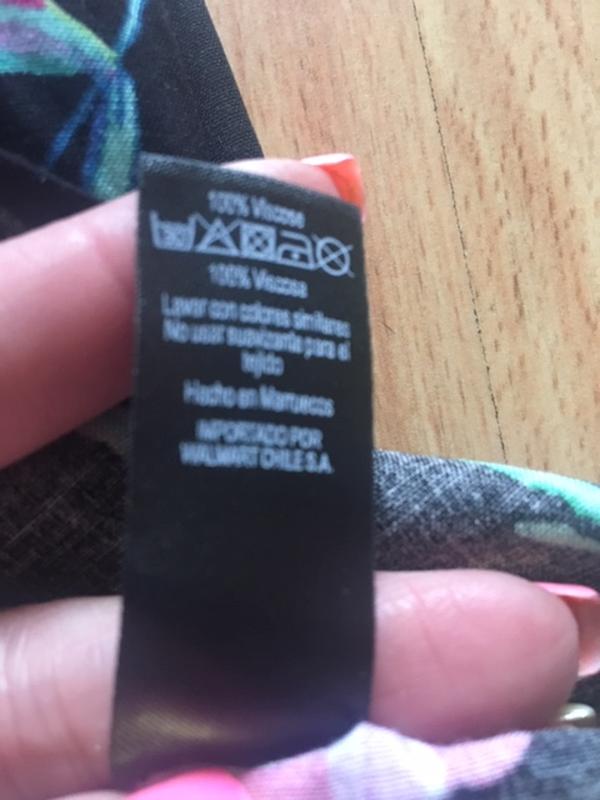 100% Viscose
100% Viscosa
Lavar con colores similares
No usar suavizante para el
tejido
Hecho en Marruecos
IMPORTADO POR
WALMART CHILE S.A.